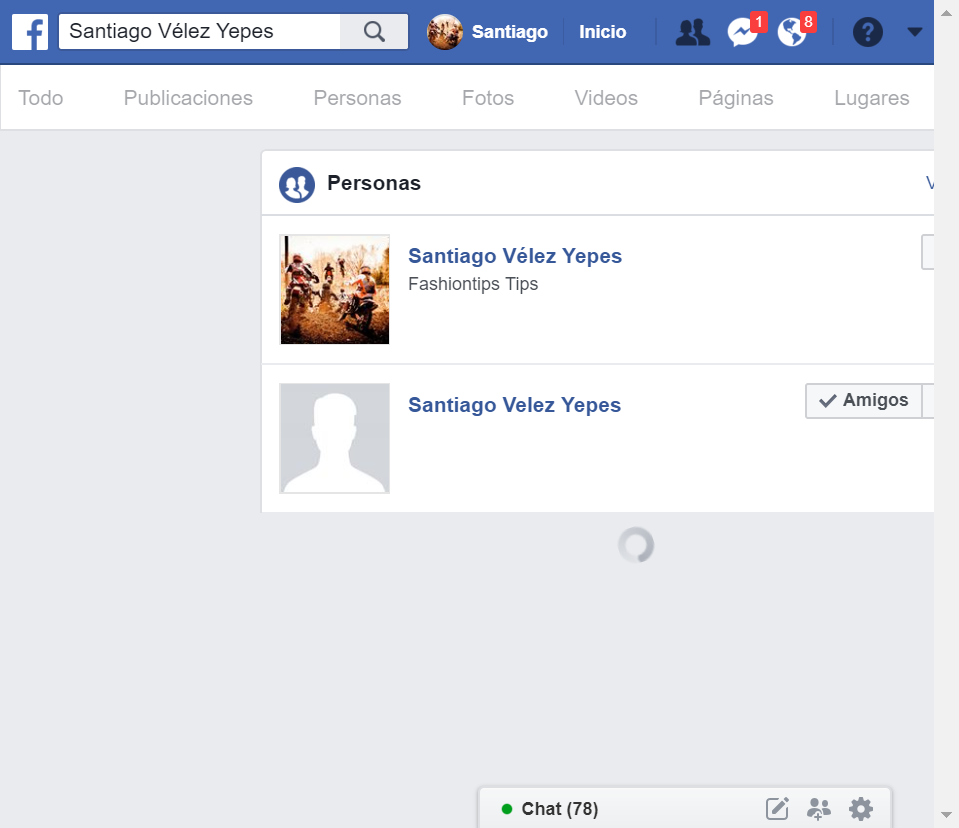 Santiago Vélez Yepes
Santiago
Inicio
1
8
?
Todo
Publicaciones
Personas
Fotos
Videos
Páginas
Lugares
Personas
Santiago Vélez Yepes
Fashiontips Tips
Santiago Velez Yepes
Amigos
Chat (78)